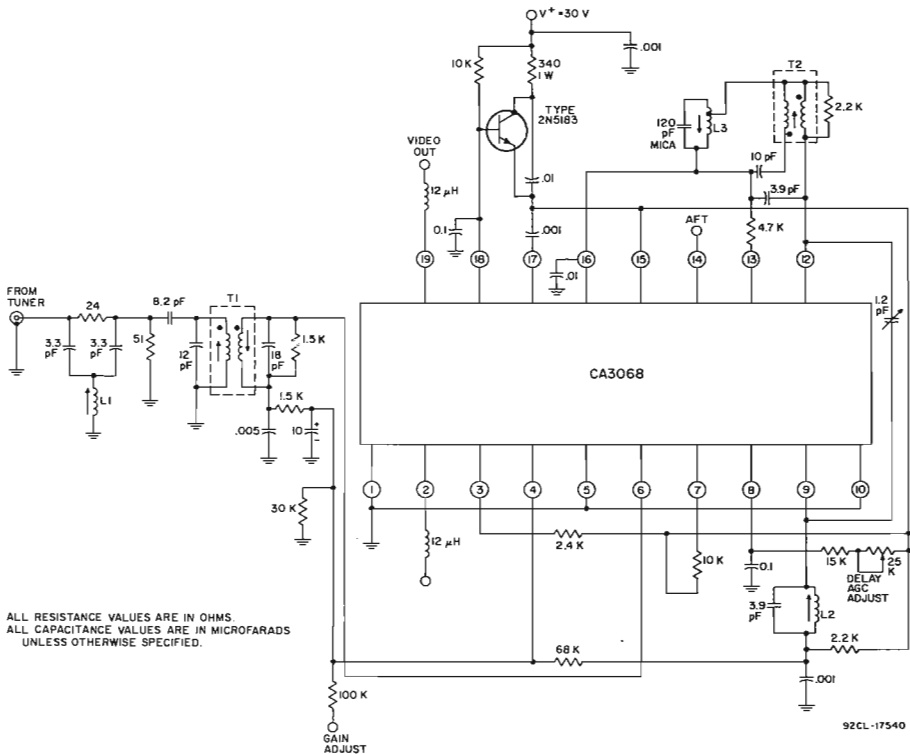 V+ = 30 V
.001
10 K
340
1 W
TYPE
2N5183
VIDEO
OUT
12 µH
.01
0.1
.001
120
pF
MICA
L3
T2
2.2 K
10 pF
3.9 pF
AFT
4.7 K
.01
19
18
17
16
15
14
13
12
1.2
pF
FROM
TUNER
24
8.2 pF
T1
3.3
pF
3.3
pF
51
12
pF
18
pF
1.5 K
L1
1.5 K
.005
10
+
-
CA3068
1
2
3
4
5
6
7
8
9
10
30 K
12 µH
2.4 K
10 K
0.1
15 K
25
K
DELAY
AGC
ADJUST
3.9
pF
L2
2.2 K
68 K
.001
100 K
GAIN
ADJUST
ALL RESISTANCE VALUES ARE IN OHMS.
ALL CAPACITANCE VALUES ARE IN MICROFARADS
UNLESS OTHERWISE SPECIFIED.
92CL-17540